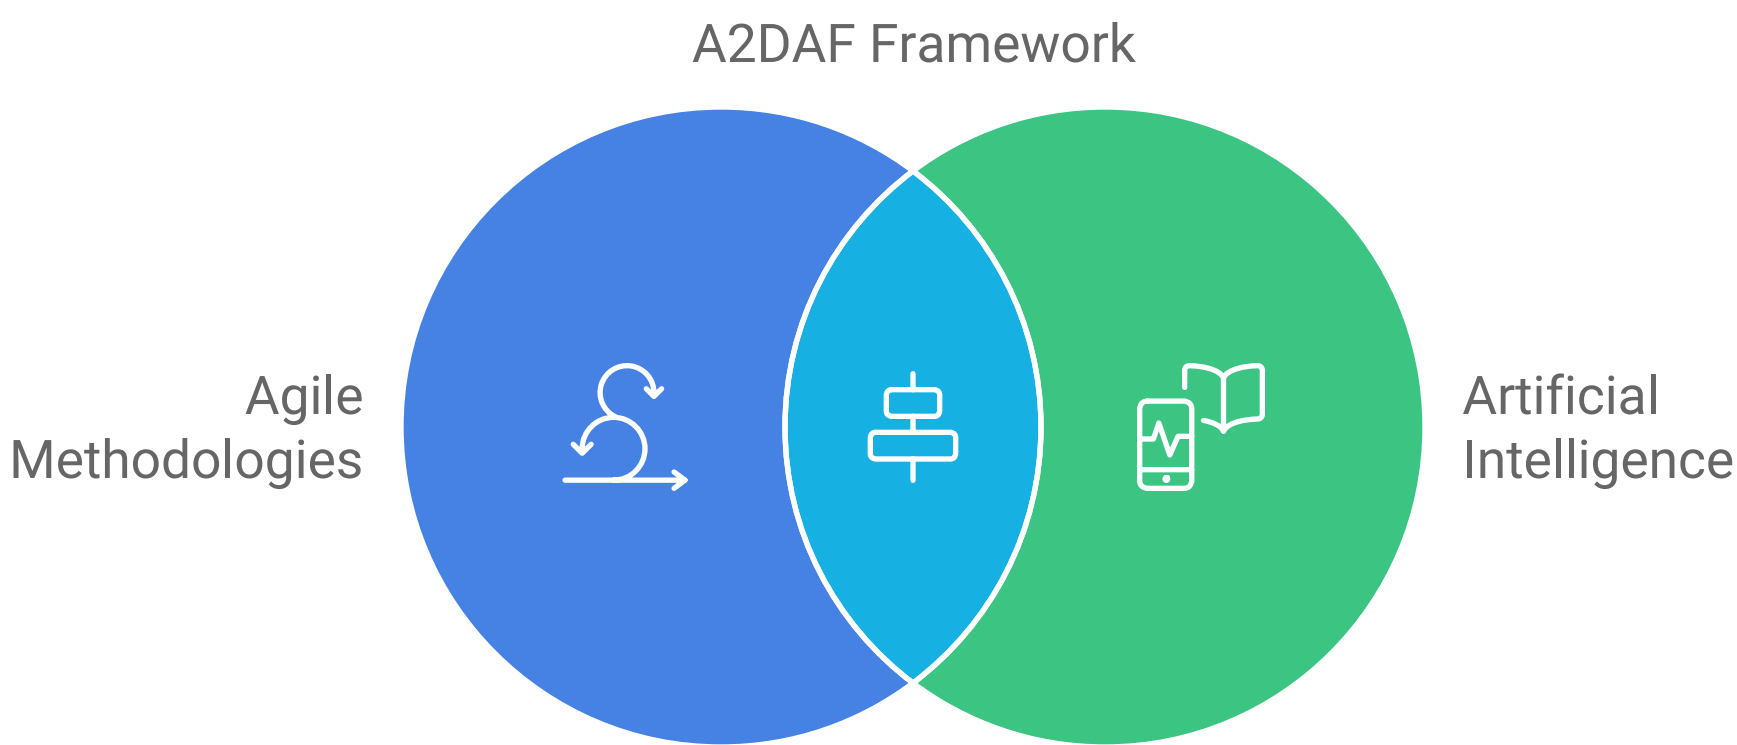 A2DAF Framework
Agile
Methodologies
Artificial
Intelligence